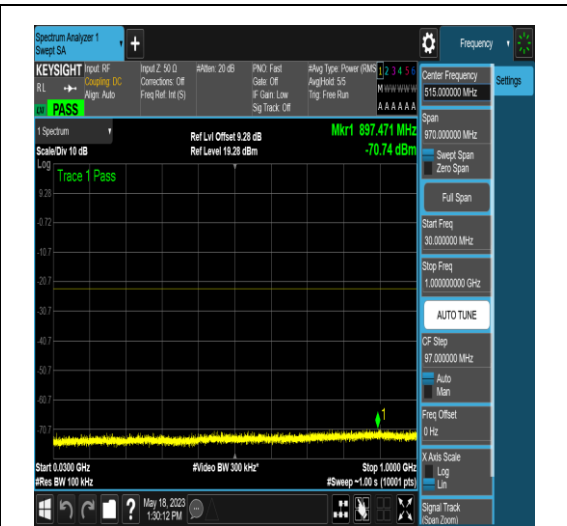 Spectrum Analyzer 1
Swept SA
+
Frequency
KEYSIGHT
RL
PASS
Input: RF
Coupling: DC
Align: Auto
Input Z: 50 Ω
Corrections: Off
Freq Ref: Int (S)
#Atten: 20 dB
PNO: Fast
Gate: Off
IF Gain: Low
Sig Track: Off
#Avg Type: Power (RMS
Avg|Hold: 5/5
Trig: Free Run
1 2 3 4 5 6
M W W W W W
A A A A A A
1 Spectrum
Scale/Div 10 dB
Ref Lvl Offset 9.28 dB
Ref Level 19.28 dBm
Mkr1 897.471 MHz
-70.74 dBm
Log
Trace 1 Pass
9.28
-0.72
-10.7
-20.7
-30.7
-40.7
-50.7
-60.7
-70.7
1
Start 0.0300 GHz
#Res BW 100 kHz
#Video BW 300 kHz*
Stop 1.0000 GHz
#Sweep ~1.00 s (10001 pts)
?
May 18, 2023
1:30:12 PM
Center Frequency
515.000000 MHz
Settings
Span
970.000000 MHz
Swept Span
Zero Span
Full Span
Start Freq
30.000000 MHz
Stop Freq
1.000000000 GHz
AUTO TUNE
CF Step
97.000000 MHz
Auto
Man
Freq Offset
0 Hz
X Axis Scale
Log
Lin
Signal Track
(Span Zoom)